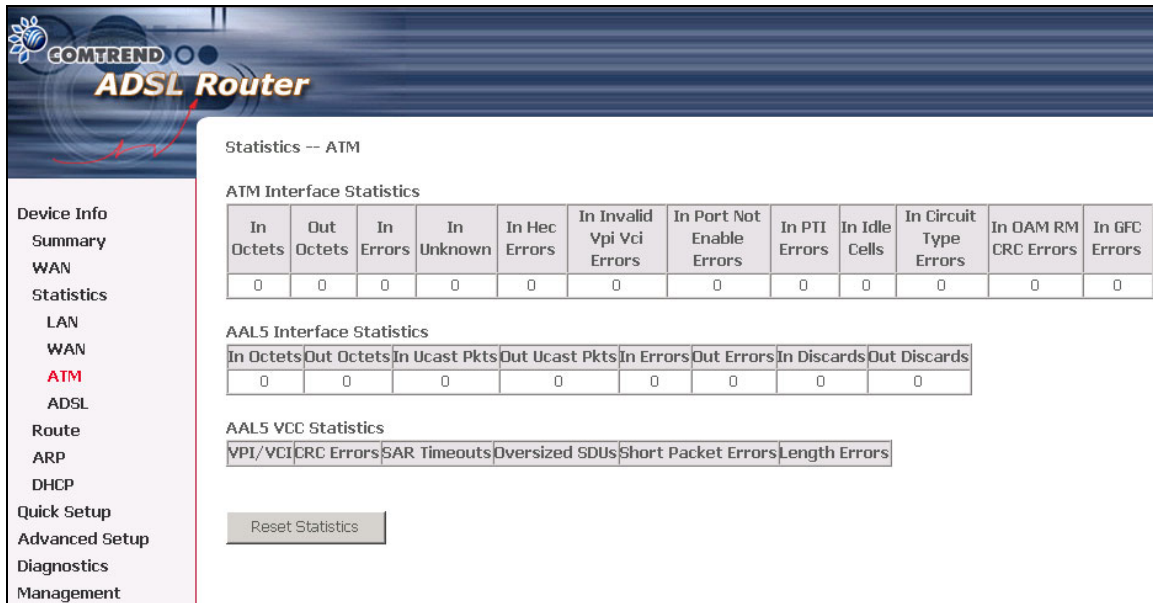 COMTREND
ADSL Router
Device Info
Summary
WAN
Statistics
LAN
WAN
ATM
ADSL
Route
ARP
DHCP
Quick Setup
Advanced Setup
Diagnostics
Management
Statistics -- ATM
ATM Interface Statistics
In Octets Out Octets In Errors In Unknown In Hec Errors In Invalid Vpi Vci Errors In Port Not Enable Errors In PTI Errors In Idle Cells In Circuit Type Errors In OAM RM CRC Errors In GFC Errors
0 0 0 0 0 0 0 0 0 0 0 0
AAL5 Interface Statistics
In Octets Out Octets In Ucast Pkts Out Ucast Pkts In Errors Out Errors In Discards Out Discards
0 0 0 0 0 0 0 0
AAL5 VCC Statistics
VPI/VCI CRC Errors SAR Timeouts Oversized SDUs Short Packet Errors Length Errors
Reset Statistics